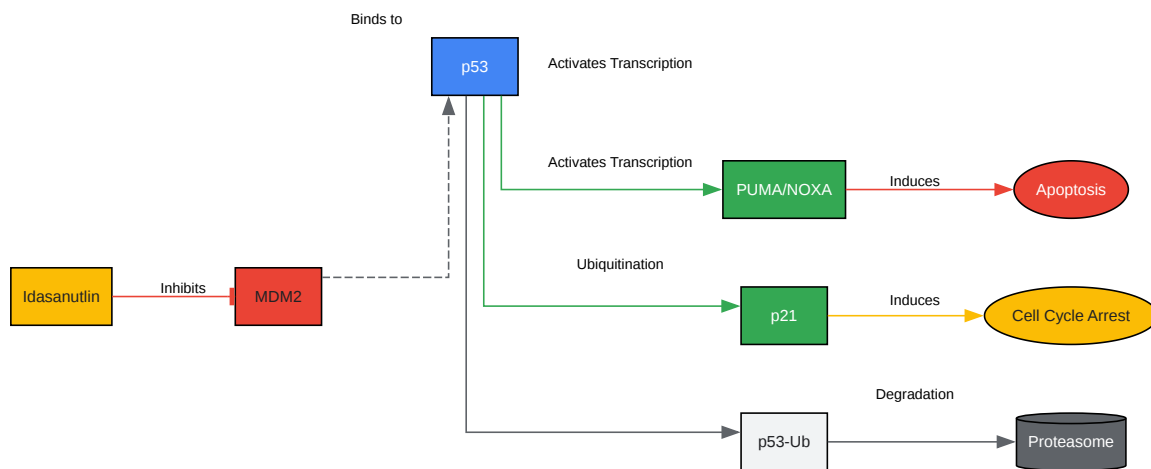 Binds to
p53
Activates Transcription
Activates Transcription
PUMA/NOXA
Induces
Apoptosis
Ubiquitination
Idasanutlin
Inhibits
MDM2
p21
Induces
Cell Cycle Arrest
Degradation
p53-Ub
Proteasome